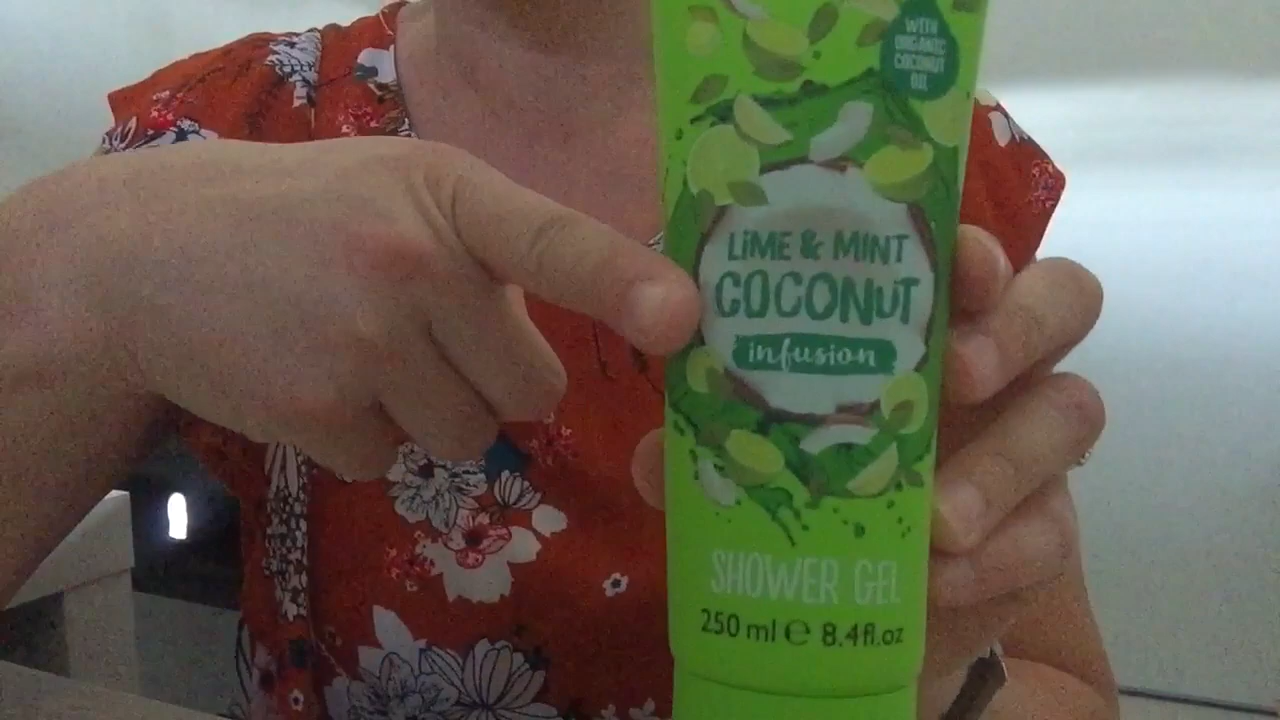 WITH
ORGANIC
COCONUT
OIL
LiME & MINT
COCONUT
infusion
SHOWER GEL
250 ml ℮ 8.4fl.oz